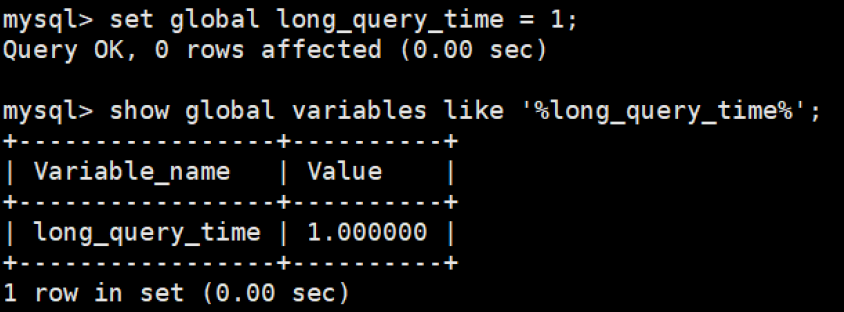 mysql> set global long_query_time = 1;
Query OK, 0 rows affected (0.00 sec)

mysql> show global variables like '%long_query_time%';
+-----------------+----------+
| Variable_name   | Value    |
+-----------------+----------+
| long_query_time | 1.000000 |
+-----------------+----------+
1 row in set (0.00 sec)